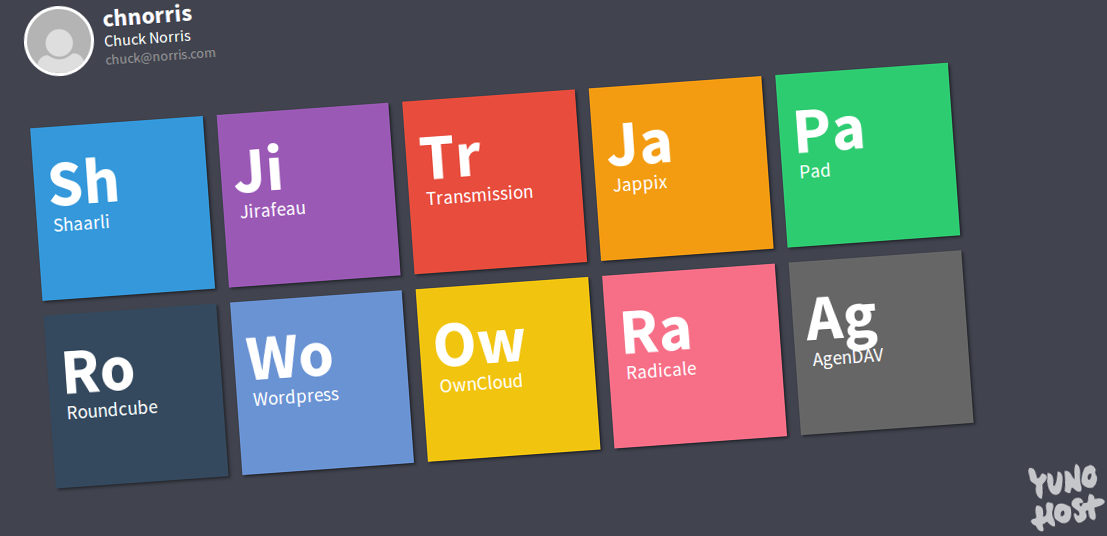 chnorris
Chuck Norris
chuck@norris.com
Sh
Shaarli
Ji
Jirafeau
Tr
Transmission
Ja
Jappix
Pa
Pad
Ro
Roundcube
Wo
Wordpress
Ow
OwnCloud
Ra
Radicale
Ag
AgenDAV
YUNO
HOST